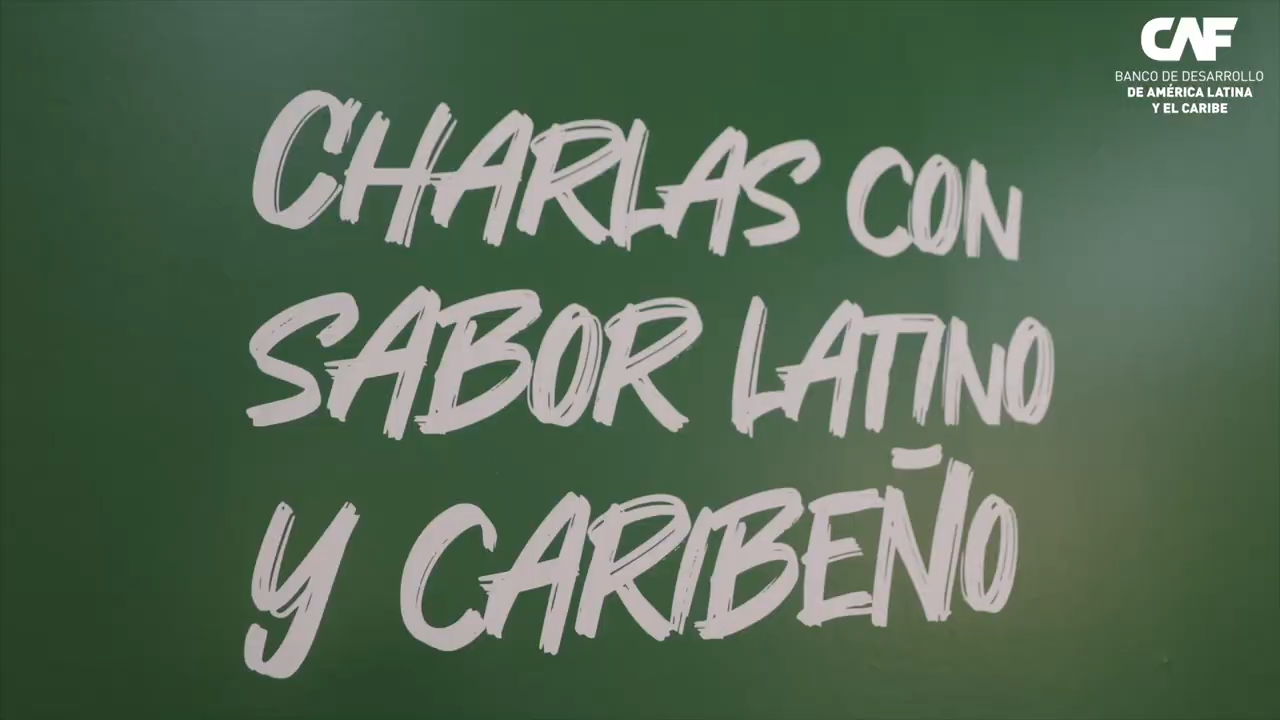 CAF
BANCO DE DESARROLLO
DE AMÉRICA LATINA
Y EL CARIBE
CHARLAS CON
SABOR LATINO
Y CARIBEÑO